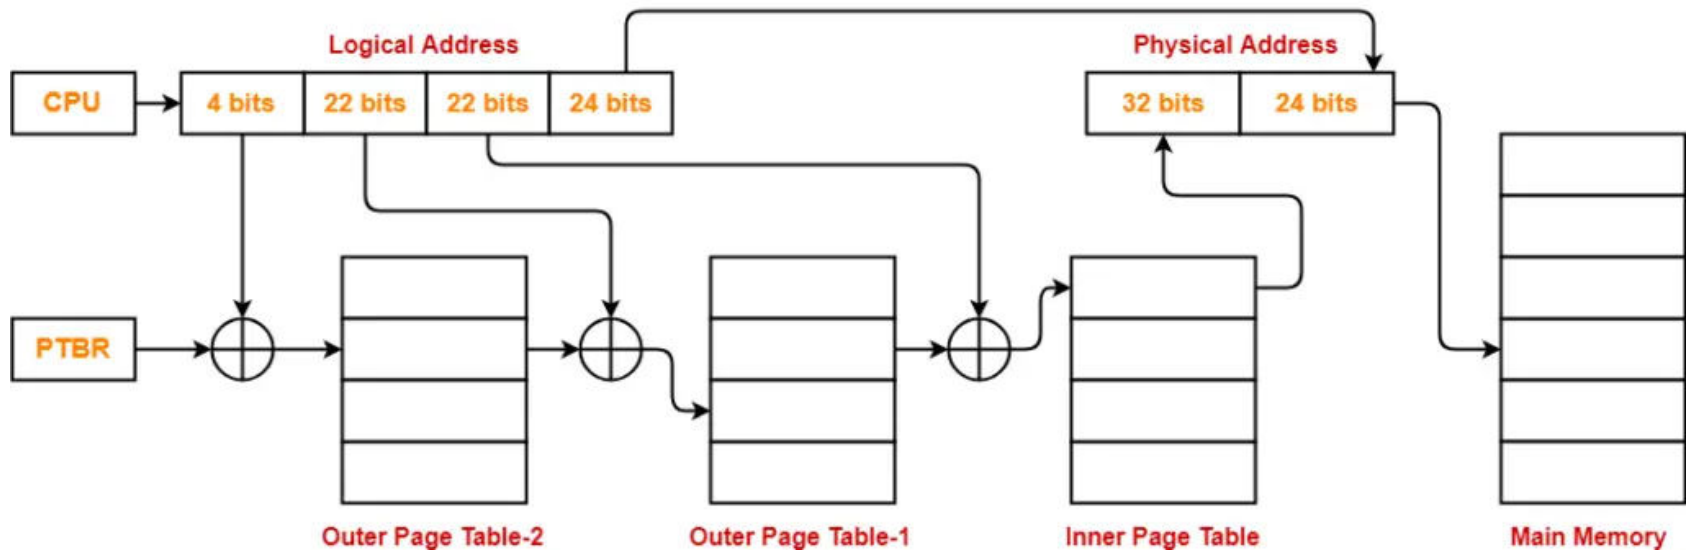 Logical Address
Physical Address
CPU
4 bits
22 bits
22 bits
24 bits
32 bits
24 bits
PTBR
Outer Page Table-2
Outer Page Table-1
Inner Page Table
Main Memory